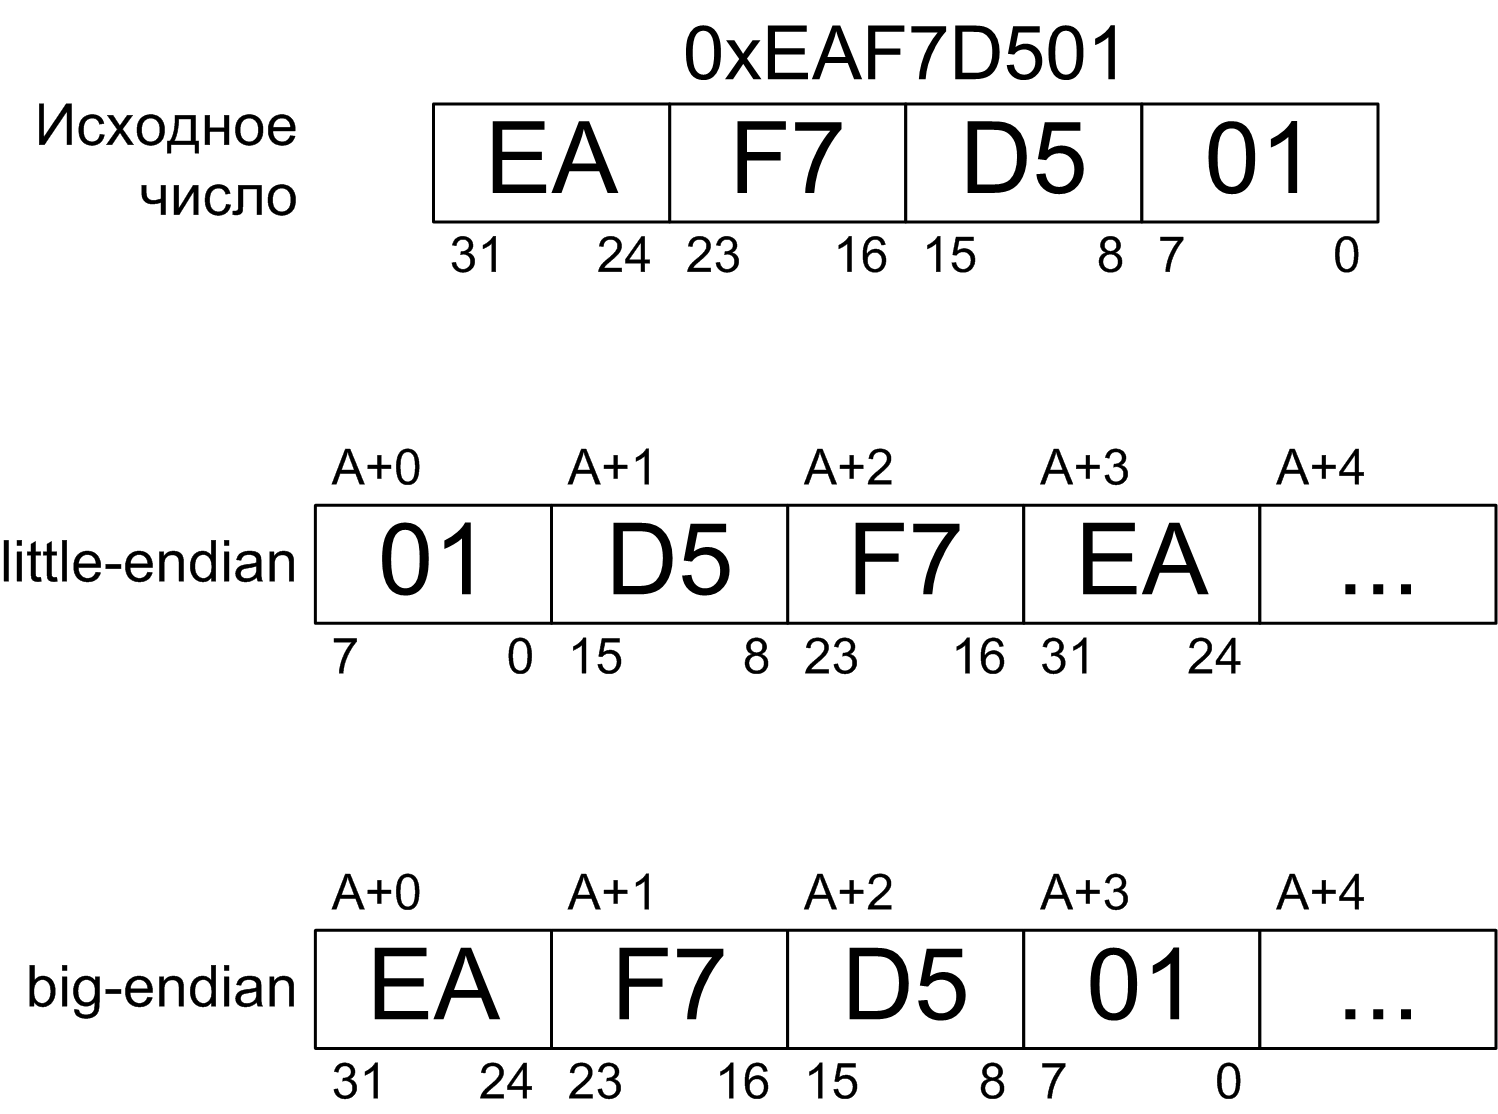 0xEAF7D501
Исходное
число
EA F7 D5 01
31 24 23 16 15 8 7 0
A+0 A+1 A+2 A+3 A+4
little-endian
01 D5 F7 EA ...
7 0 15 8 23 16 31 24
A+0 A+1 A+2 A+3 A+4
big-endian
EA F7 D5 01 ...
31 24 23 16 15 8 7 0